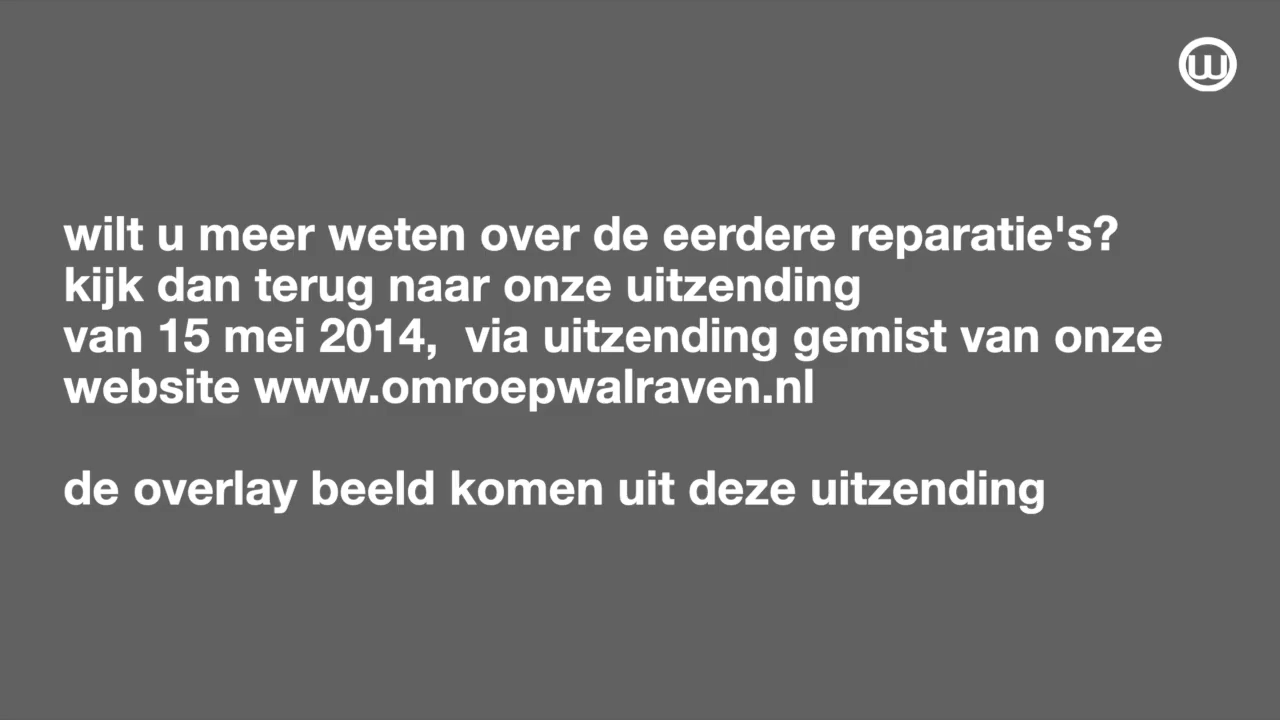 w
wilt u meer weten over de eerdere reparatie's?
kijk dan terug naar onze uitzending
van 15 mei 2014,  via uitzending gemist van onze
website www.omroepwalraven.nl
de overlay beeld komen uit deze uitzending